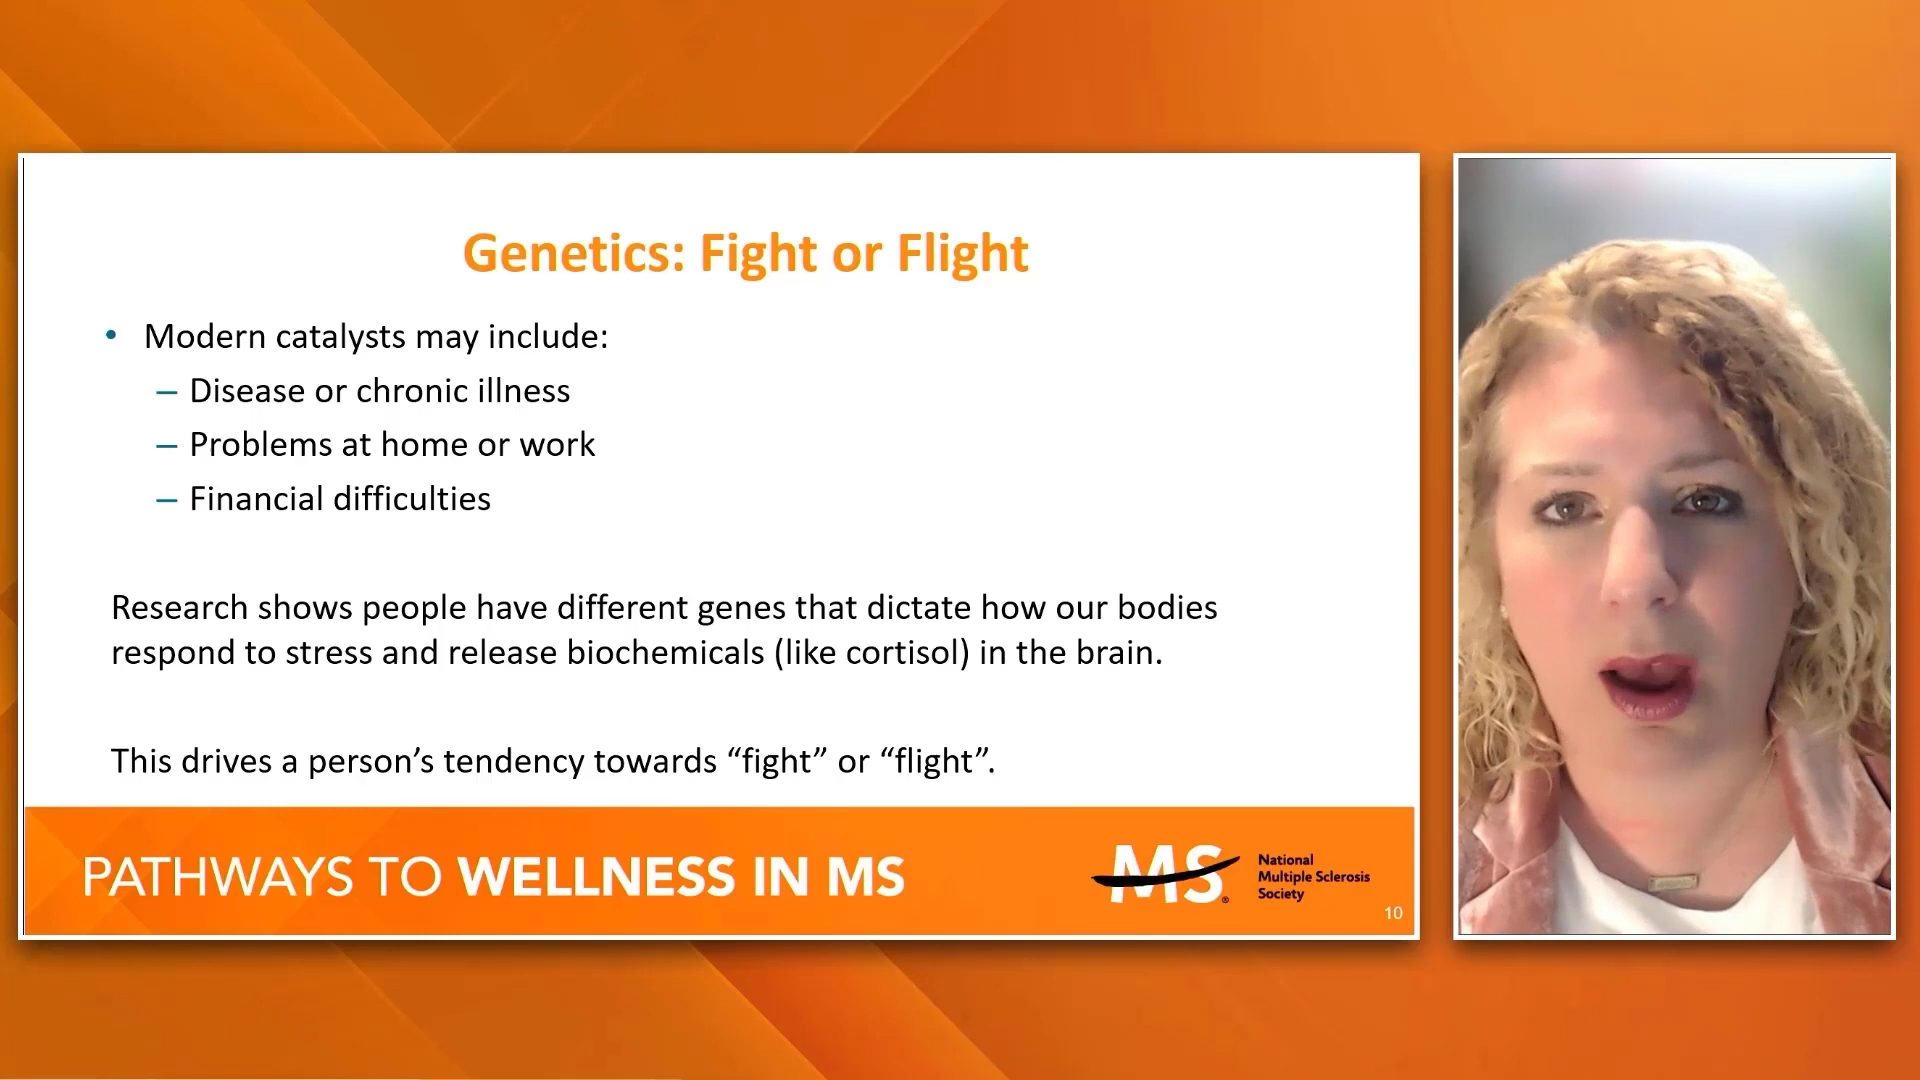 Genetics: Fight or Flight
• Modern catalysts may include:
– Disease or chronic illness
– Problems at home or work
– Financial difficulties
Research shows people have different genes that dictate how our bodies
respond to stress and release biochemicals (like cortisol) in the brain.
This drives a person’s tendency towards “fight” or “flight”.
PATHWAYS TO WELLNESS IN MS
MS®
National
Multiple Sclerosis
Society
10